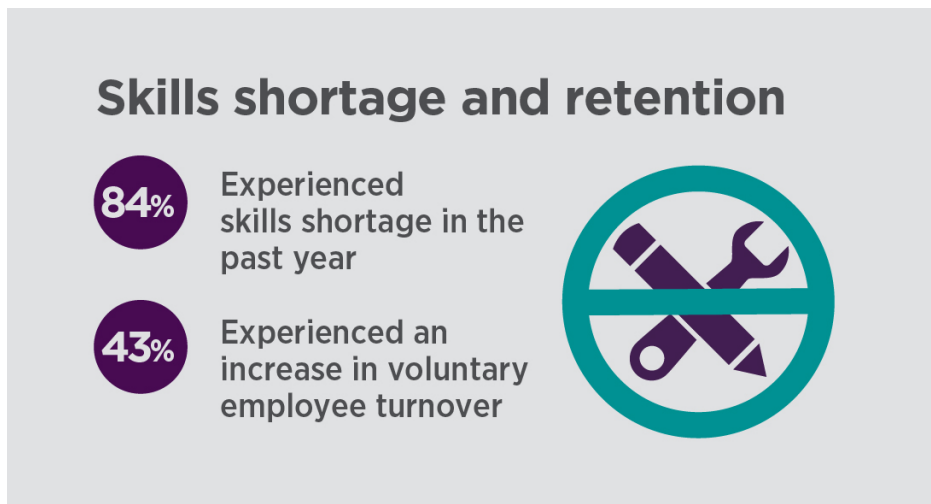 Skills shortage and retention
84%
Experienced
skills shortage in the
past year
43%
Experienced an
increase in voluntary
employee turnover